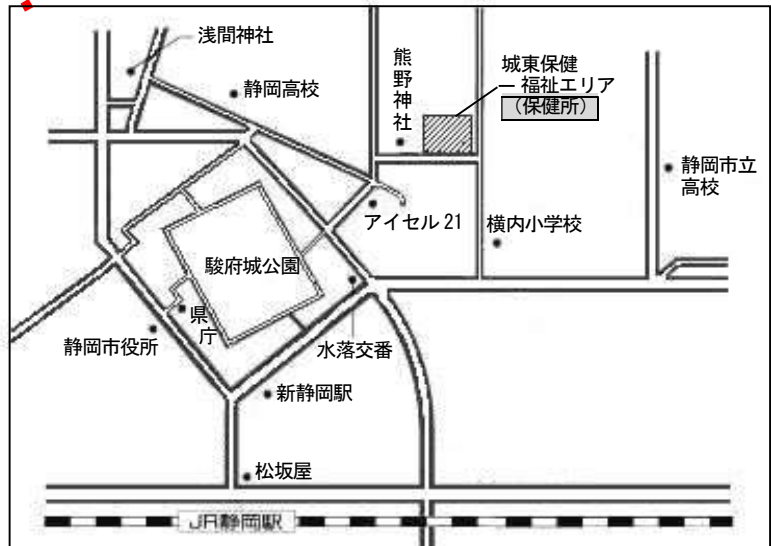 浅間神社
静岡高校
熊野神社
城東保健
福祉エリア
（保健所）
静岡市立
高校
アイセル 21
横内小学校
駿府城公園
県庁
静岡市役所
水落交番
新静岡駅
松坂屋
JR静岡駅